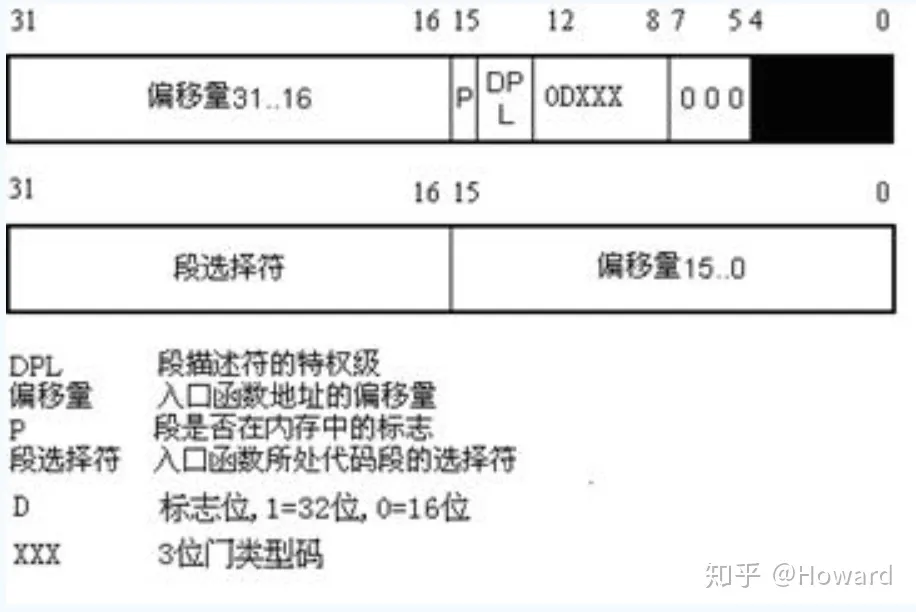 31 16 15 12 8 7 5 4 0
偏移量31..16 P DPL 0DXXX 0 0 0
31 16 15 0
段选择符 偏移量15..0
DPL 段描述符的特权级
偏移量 入口函数地址的偏移量
P 段是否在内存中的标志
段选择符 入口函数所处代码段的选择符
D 标志位,1=32位,0=16位
XXX 3位门类型码
知乎 @Howard